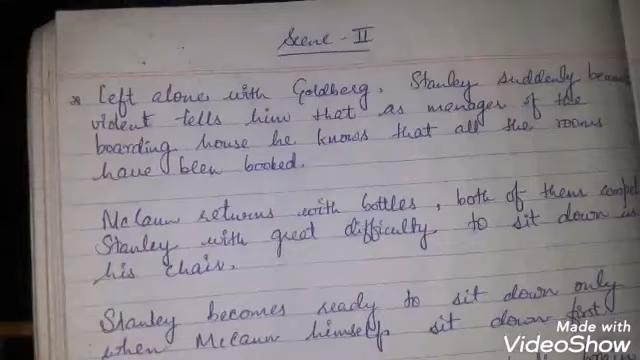 Scene - II
Left alone with Goldberg, Stanley suddenly
violent tells him that as manager of the
boarding house he knows that all the rooms
have been booked.
McCann returns with bottles, both of them
Stanley with great difficulty to sit down
his chair.
Stanley becomes ready to sit down only
when McCann himself sit down first
Made with
VideoShow